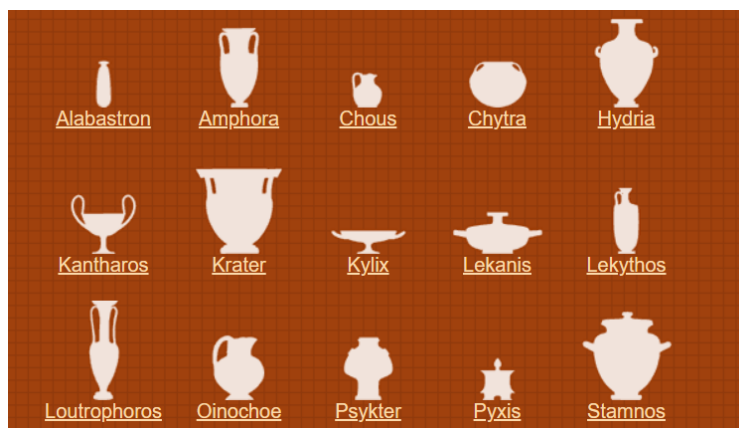 Alabastron Amphora Chous Chytra Hydria
Kantharos Krater Kylix Lekanis Lekythos
Loutrophoros Oinochoe Psykter Pyxis Stamnos